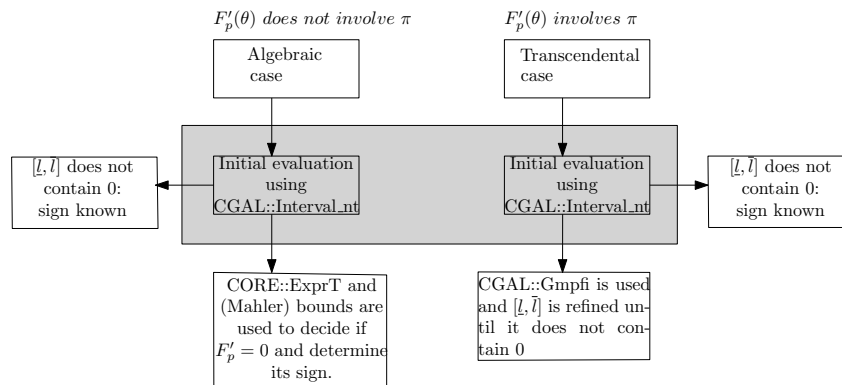 F′ₚ(θ) does not involve π
F′ₚ(θ) involves π
Algebraic
case
Transcendental
case
[l̲, l̄] does not
contain 0:
sign known
Initial evaluation
using
CGAL::Interval_nt
Initial evaluation
using
CGAL::Interval_nt
[l̲, l̄] does not
contain 0:
sign known
CORE::ExprT and
(Mahler) bounds are
used to decide if
F′ₚ = 0 and determine
its sign.
CGAL::Gmpfi is used
and [l̲, l̄] is refined un-
til it does not con-
tain 0